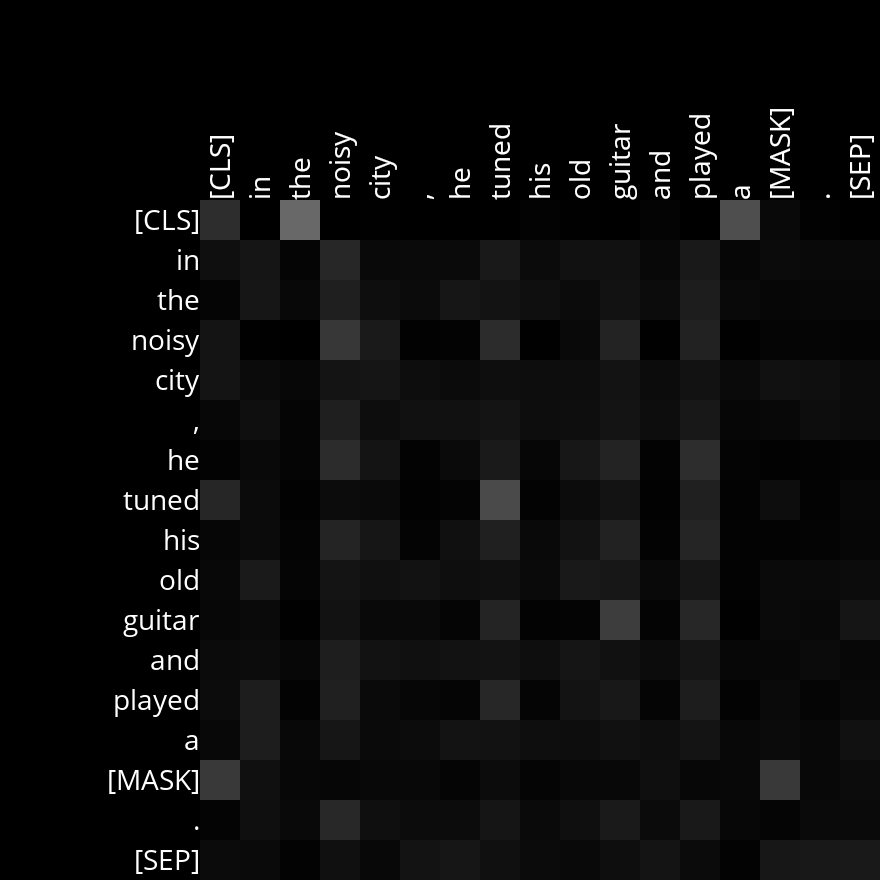 [CLS] in the noisy city , he tuned his old guitar and played a [MASK] . [SEP]
[CLS]
in
the
noisy
city
,
he
tuned
his
old
guitar
and
played
a
[MASK]
.
[SEP]